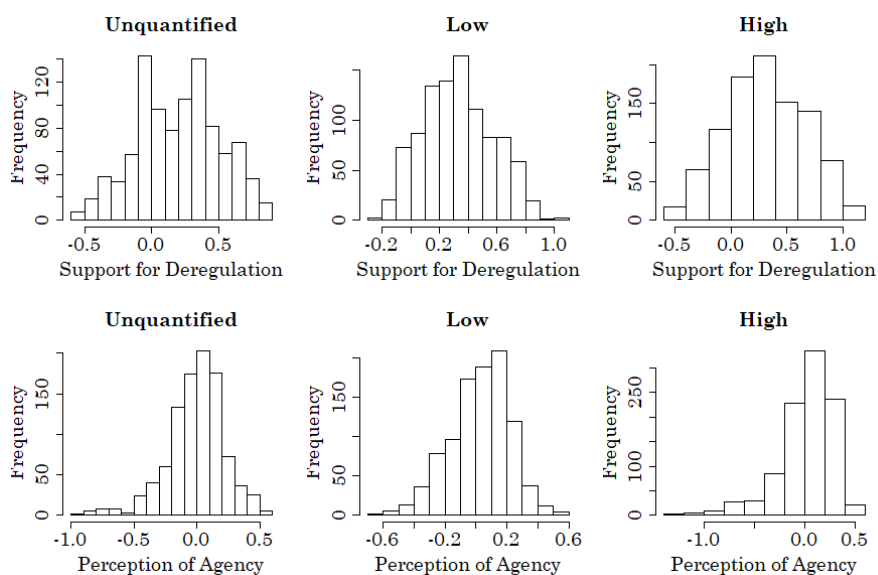 Unquantified
Low
High
Frequency
0 40 80 120
-0.5 0.0 0.5
Support for Deregulation
Frequency
0 50 100
-0.2 0.2 0.6 1.0
Support for Deregulation
Frequency
0 50 150
-0.5 0.0 0.5 1.0
Support for Deregulation
Unquantified
Low
High
Frequency
0 50 150
-1.0 -0.5 0.0 0.5
Perception of Agency
Frequency
0 50 150
-0.6 -0.2 0.2 0.6
Perception of Agency
Frequency
0 100 250
-1.0 0.0 0.5
Perception of Agency